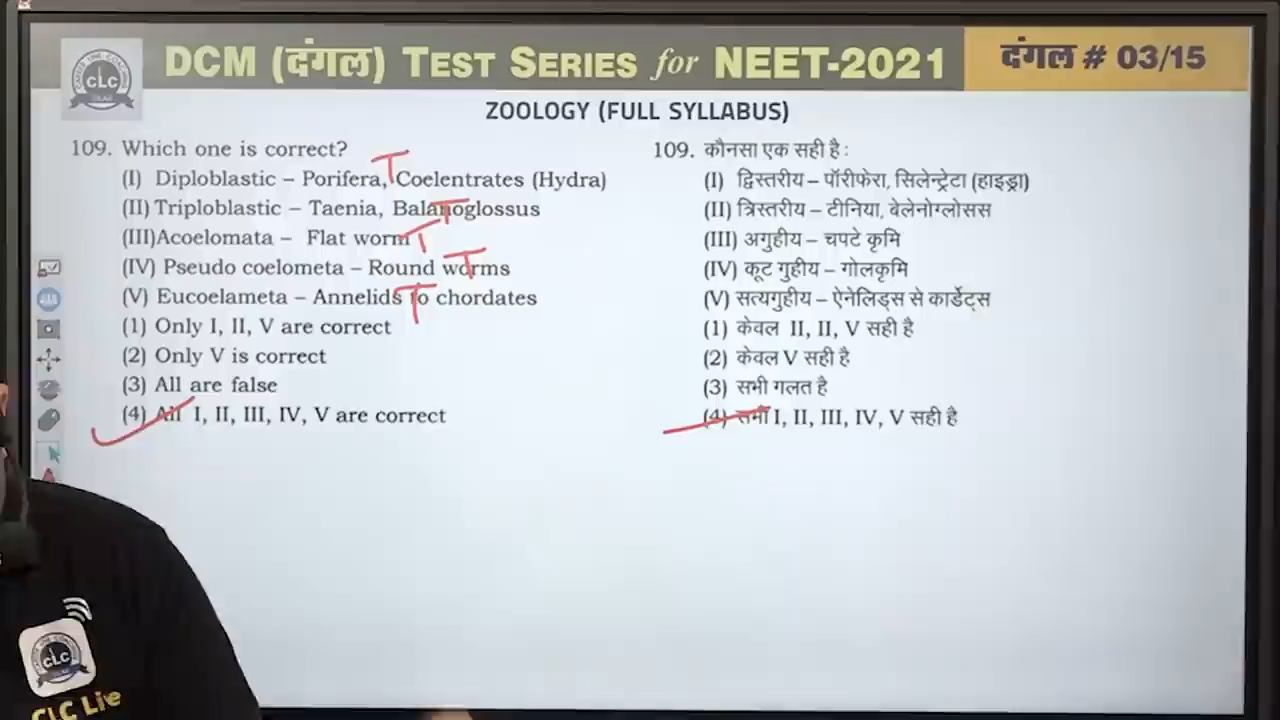 DCM (दंगल) TEST SERIES for NEET-2021
दंगल # 03/15
CLC
ZOOLOGY (FULL SYLLABUS)
109. Which one is correct?
(I) Diploblastic – Porifera, Coelentrates (Hydra)
(II) Triploblastic – Taenia, Balanoglossus
(III)Acoelomata – Flat worm
(IV) Pseudo coelometa – Round worms
(V) Eucoelameta – Annelids to chordates
(1) Only I, II, V are correct
(2) Only V is correct
(3) All are false
(4) All I, II, III, IV, V are correct
T
T
T
T
T
109. कौनसा एक सही है :
(I) द्विस्तरीय – पॉरीफेरा, सिलेन्ट्रेटा (हाइड्रा)
(II) त्रिस्तरीय – टीनिया, बेलेनोग्लोसस
(III) अगुहीय – चपटे कृमि
(IV) कूट गुहीय – गोलकृमि
(V) सत्यगुहीय – ऐनेलिड्स से कार्डेट्स
(1) केवल II, II, V सही है
(2) केवल V सही है
(3) सभी गलत है
(4) सभी I, II, III, IV, V सही है
CLC
CLC Live